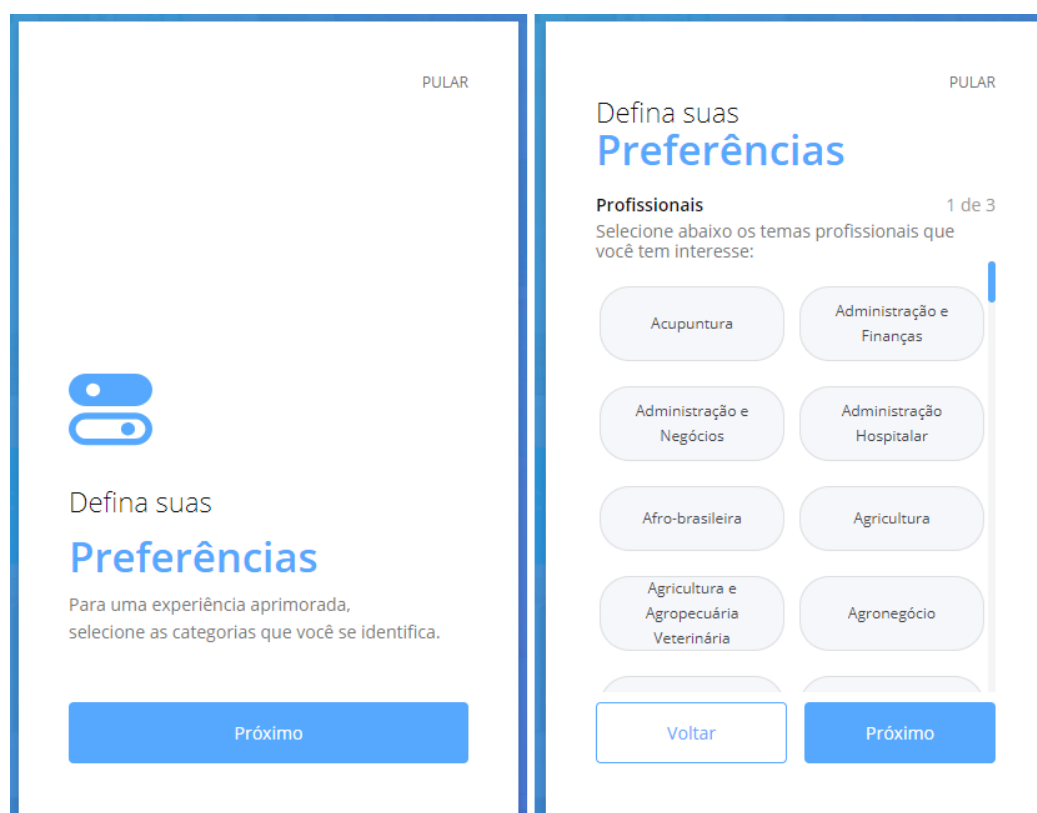 PULAR
Defina suas
Preferências
Para uma experiência aprimorada,
selecione as categorias que você se identifica.
Próximo
PULAR
Defina suas
Preferências
Profissionais
1 de 3
Selecione abaixo os temas profissionais que
você tem interesse:
Acupuntura
Administração e
Finanças
Administração e
Negócios
Administração
Hospitalar
Afro-brasileira
Agricultura
Agricultura e
Agropecuária
Veterinária
Agronegócio
Voltar
Próximo